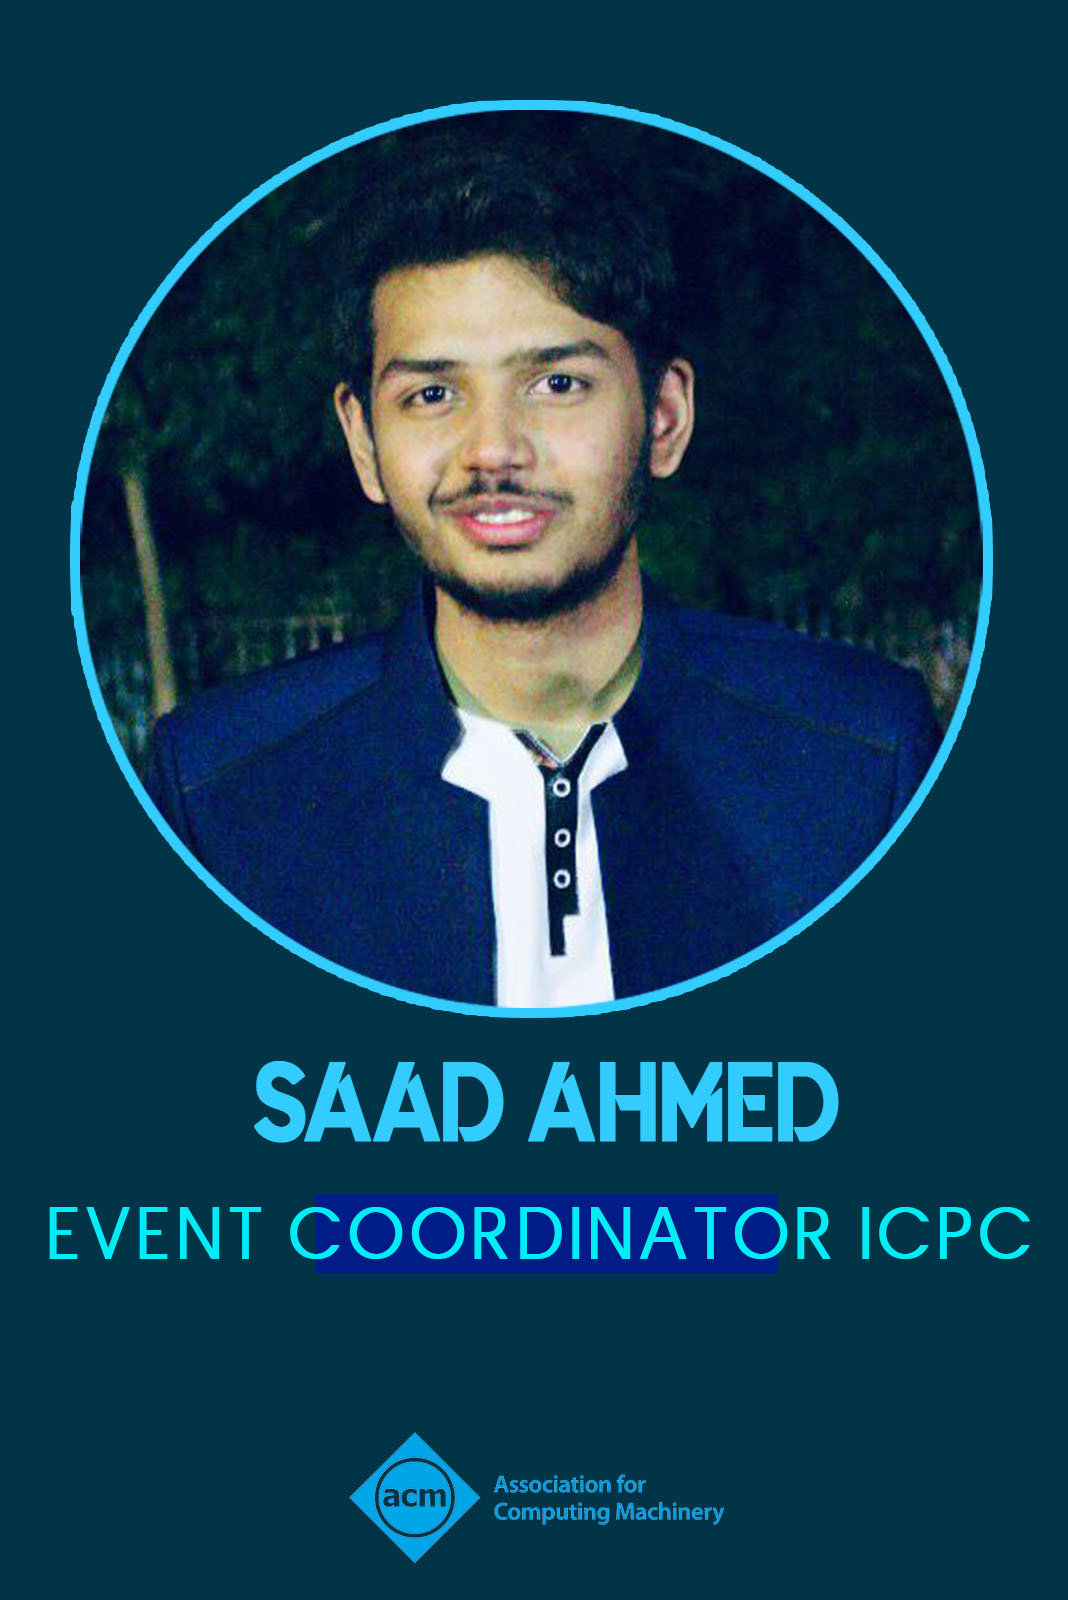 SAAD AHMED
EVENT COORDINATOR ICPC
acm
Association for
Computing Machinery